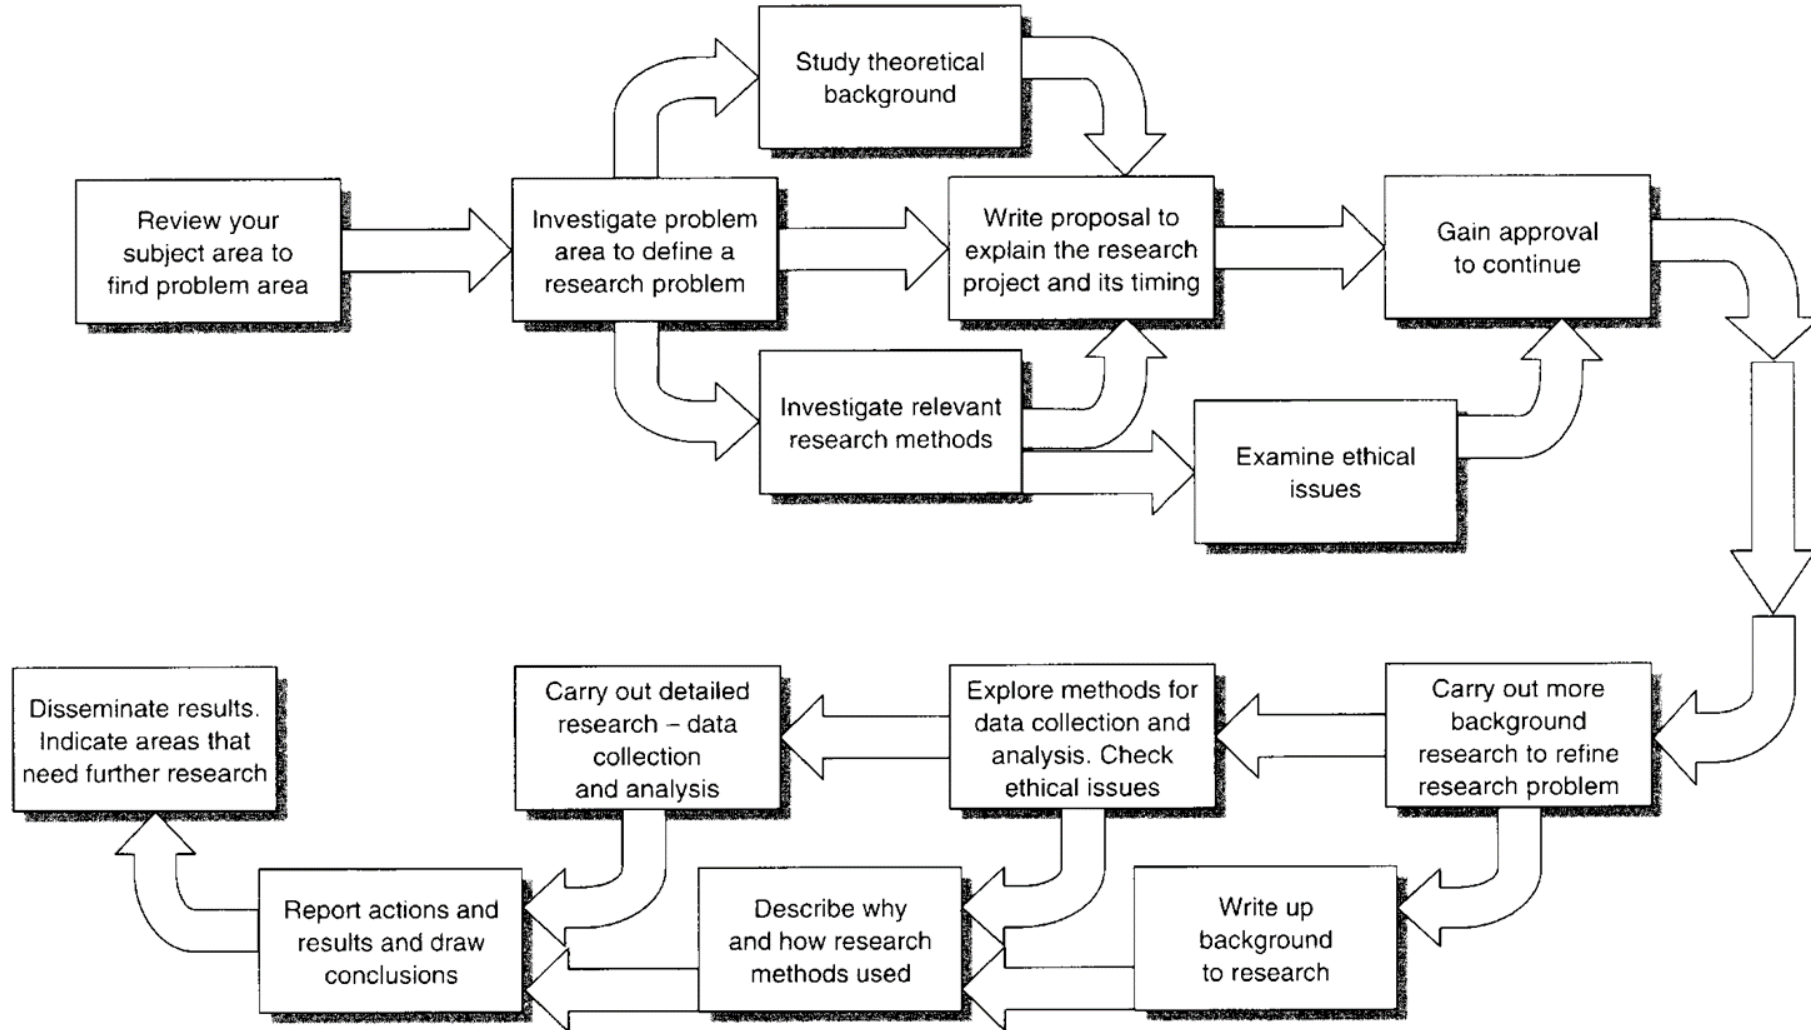 Study theoretical
background
Review your
subject area to
find problem area
Investigate problem
area to define a
research problem
Write proposal to
explain the research
project and its timing
Gain approval
to continue
Investigate relevant
research methods
Examine ethical
issues
Carry out more
background
research to refine
research problem
Explore methods for
data collection and
analysis. Check
ethical issues
Carry out detailed
research – data
collection
and analysis
Disseminate results.
Indicate areas that
need further research
Write up
background
to research
Describe why
and how research
methods used
Report actions and
results and draw
conclusions